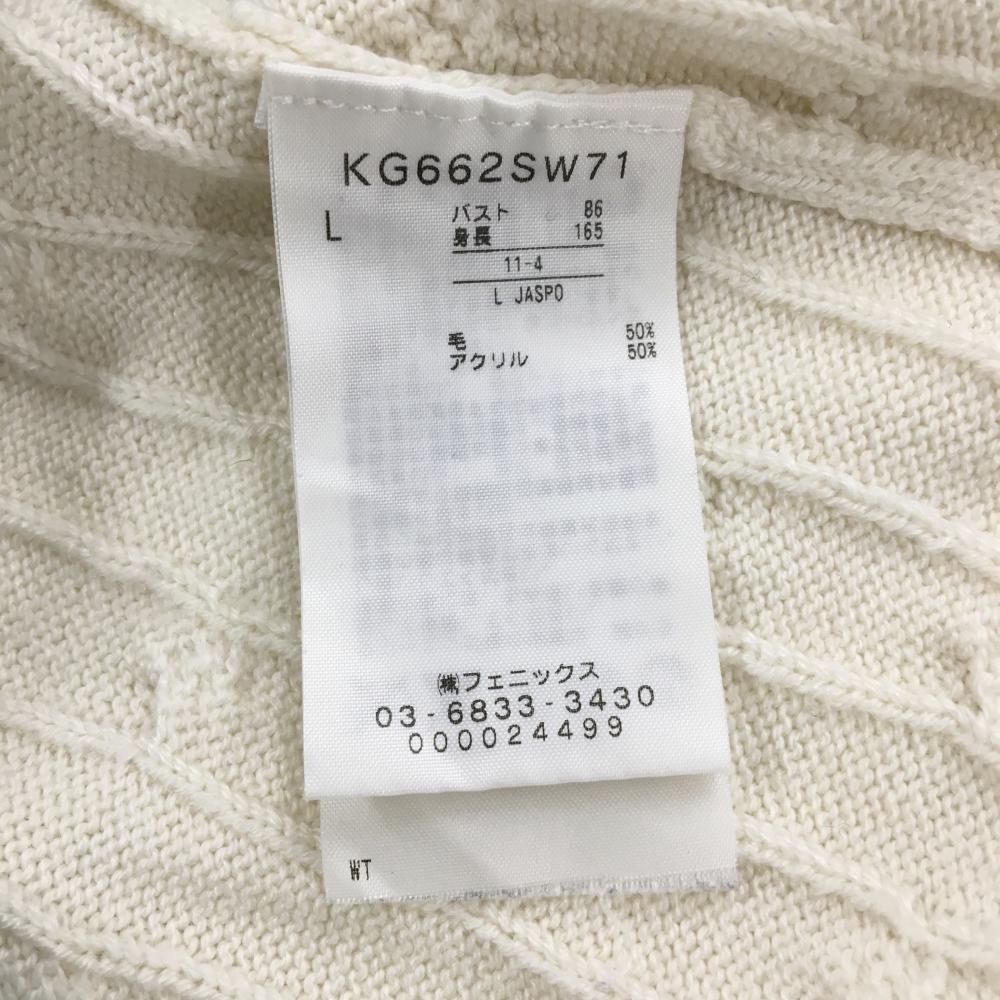 KG662SW71
L
バスト 86
身長 165
11-4
L JASPO
毛 50%
アクリル 50%
㈱フェニックス
03-6833-3430
000024499
WT